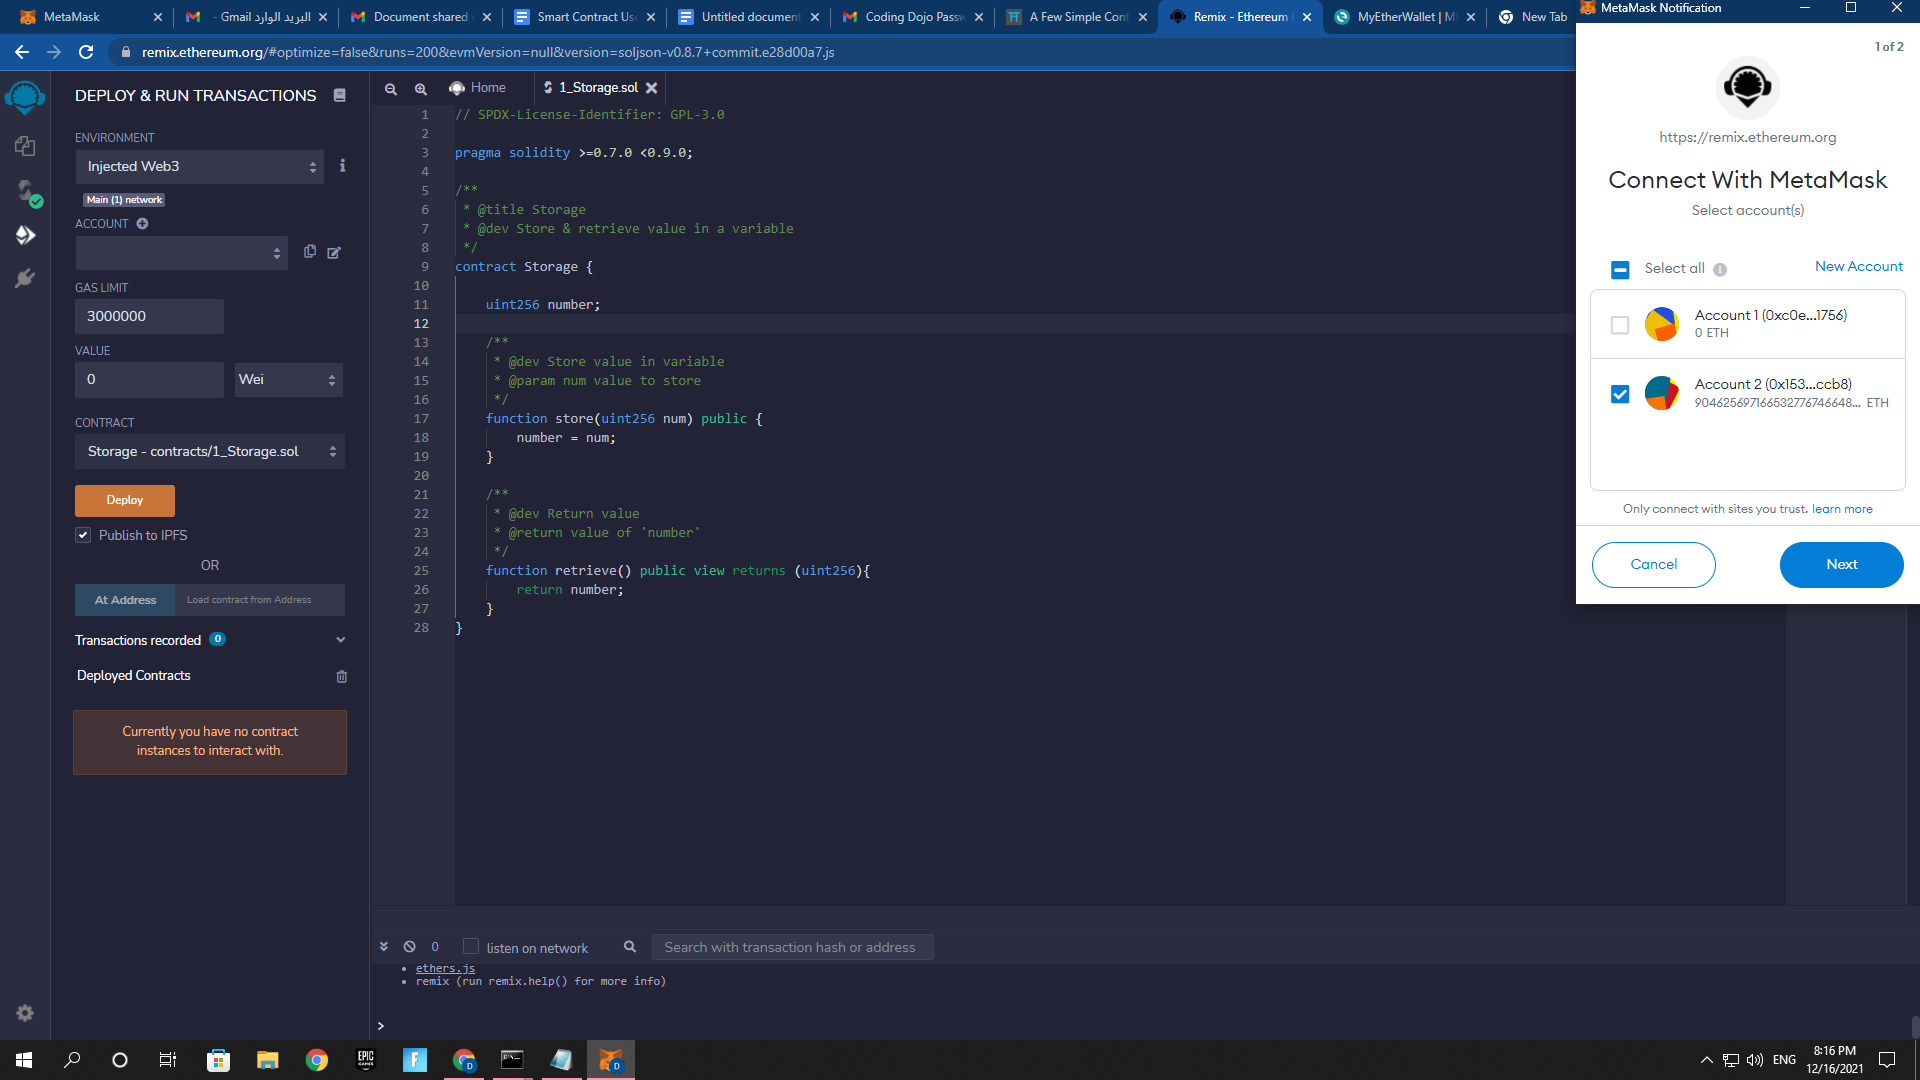 MetaMask
- Gmail البريد الوارد
Document shared
Smart Contract Us
Untitled document
Coding Dojo Passw
A Few Simple Cont
Remix - Ethereum
MyEtherWallet | M
New Tab
remix.ethereum.org/#optimize=false&runs=200&evmVersion=null&version=soljson-v0.8.7+commit.e28d00a7.js
DEPLOY & RUN TRANSACTIONS
ENVIRONMENT
Injected Web3
Main (1) network
ACCOUNT
GAS LIMIT
3000000
VALUE
0
Wei
CONTRACT
Storage - contracts/1_Storage.sol
Deploy
Publish to IPFS
OR
At Address
Load contract from Address
Transactions recorded 0
Deployed Contracts
Currently you have no contract
instances to interact with.
Home
1_Storage.sol
1 // SPDX-License-Identifier: GPL-3.0
2
3 pragma solidity >=0.7.0 <0.9.0;
4
5 /**
6 * @title Storage
7 * @dev Store & retrieve value in a variable
8 */
9 contract Storage {
10
11 uint256 number;
12
13 /**
14 * @dev Store value in variable
15 * @param num value to store
16 */
17 function store(uint256 num) public {
18 number = num;
19 }
20
21 /**
22 * @dev Return value
23 * @return value of 'number'
24 */
25 function retrieve() public view returns (uint256){
26 return number;
27 }
28 }
0
listen on network
Search with transaction hash or address
• ethers.js
• remix (run remix.help() for more info)
>
MetaMask Notification
1 of 2
https://remix.ethereum.org
Connect With MetaMask
Select account(s)
Select all
New Account
Account 1 (0xc0e...1756)
0 ETH
Account 2 (0x153...ccb8)
904625697166532776746648... ETH
Only connect with sites you trust. learn more
Cancel
Next
EPIC
GAMES
F
D
D
ENG
8:16 PM
12/16/2021